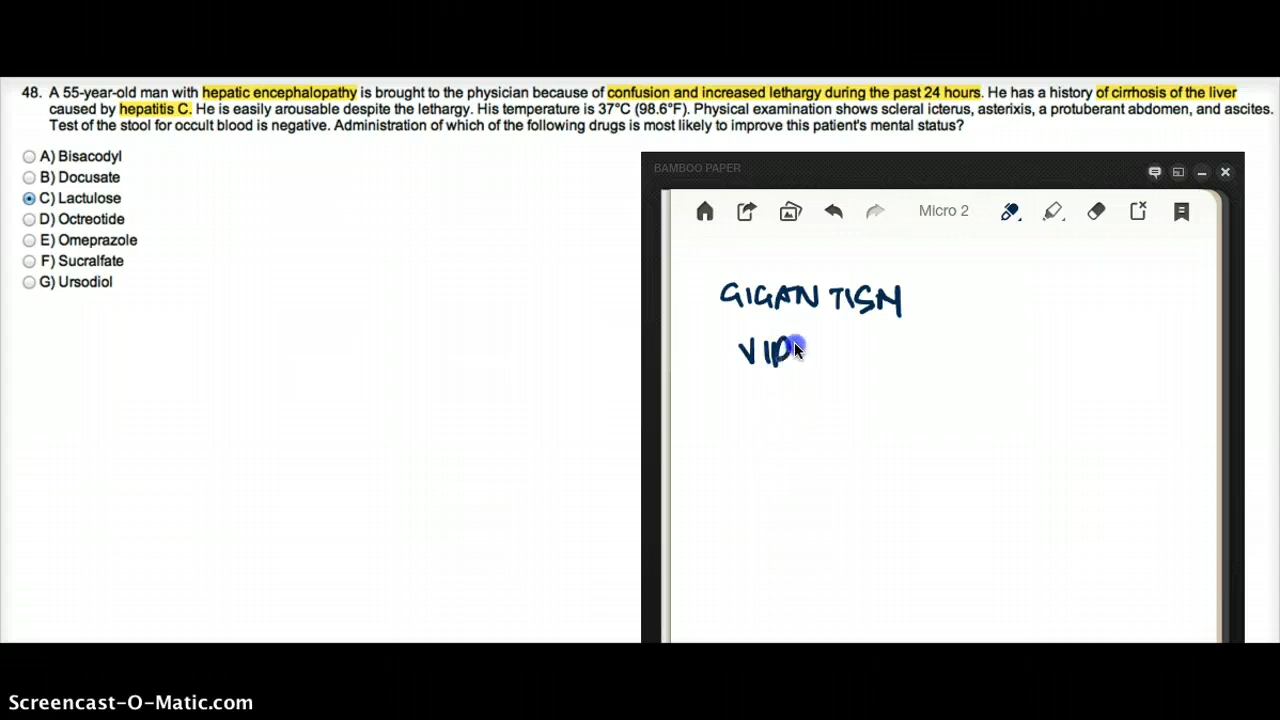 48. A 55-year-old man with hepatic encephalopathy is brought to the physician because of confusion and increased lethargy during the past 24 hours. He has a history of cirrhosis of the liver
caused by hepatitis C. He is easily arousable despite the lethargy. His temperature is 37°C (98.6°F). Physical examination shows scleral icterus, asterixis, a protuberant abdomen, and ascites.
Test of the stool for occult blood is negative. Administration of which of the following drugs is most likely to improve this patient's mental status?
A) Bisacodyl
B) Docusate
C) Lactulose
D) Octreotide
E) Omeprazole
F) Sucralfate
G) Ursodiol
BAMBOO PAPER
Micro 2
GIGANTISM
VIP
Screencast-O-Matic.com